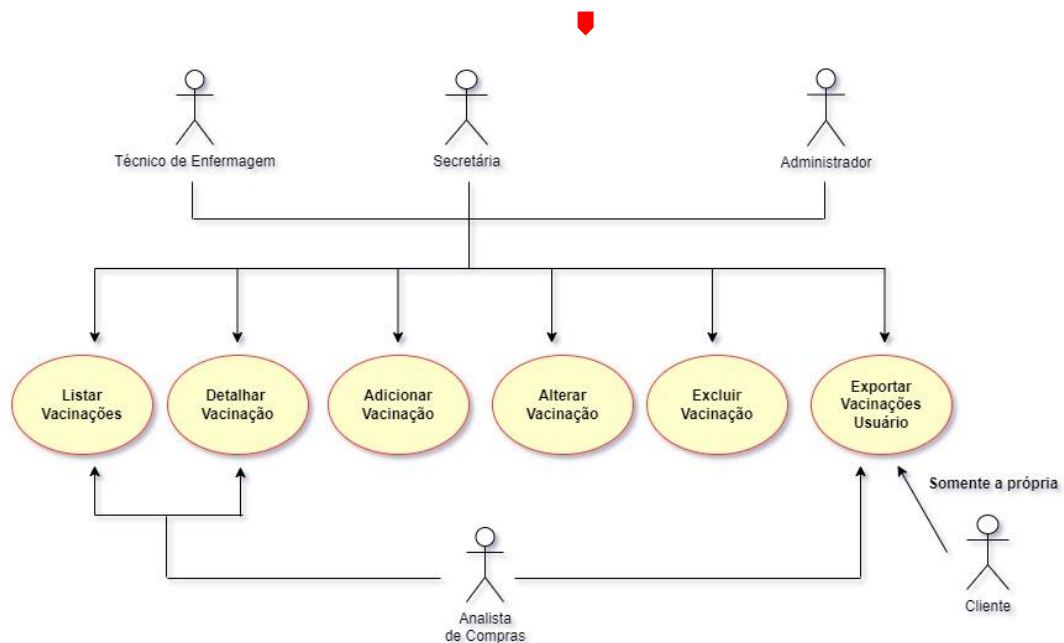 Técnico de Enfermagem
Secretária
Administrador
Listar
Vacinações
Detalhar
Vacinação
Adicionar
Vacinação
Alterar
Vacinação
Excluir
Vacinação
Exportar
Vacinações
Usuário
Somente a própria
Analista
de Compras
Cliente